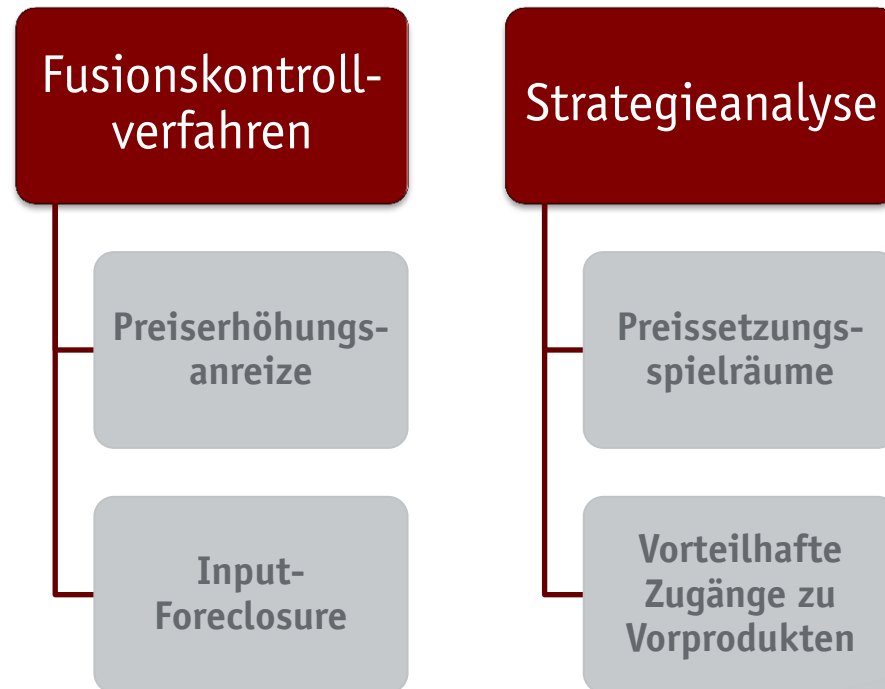 Fusionskontroll-
verfahren
Preiserhöhungs-
anreize
Input-
Foreclosure
Strategieanalyse
Preissetzungs-
spielräume
Vorteilhafte
Zugänge zu
Vorprodukten